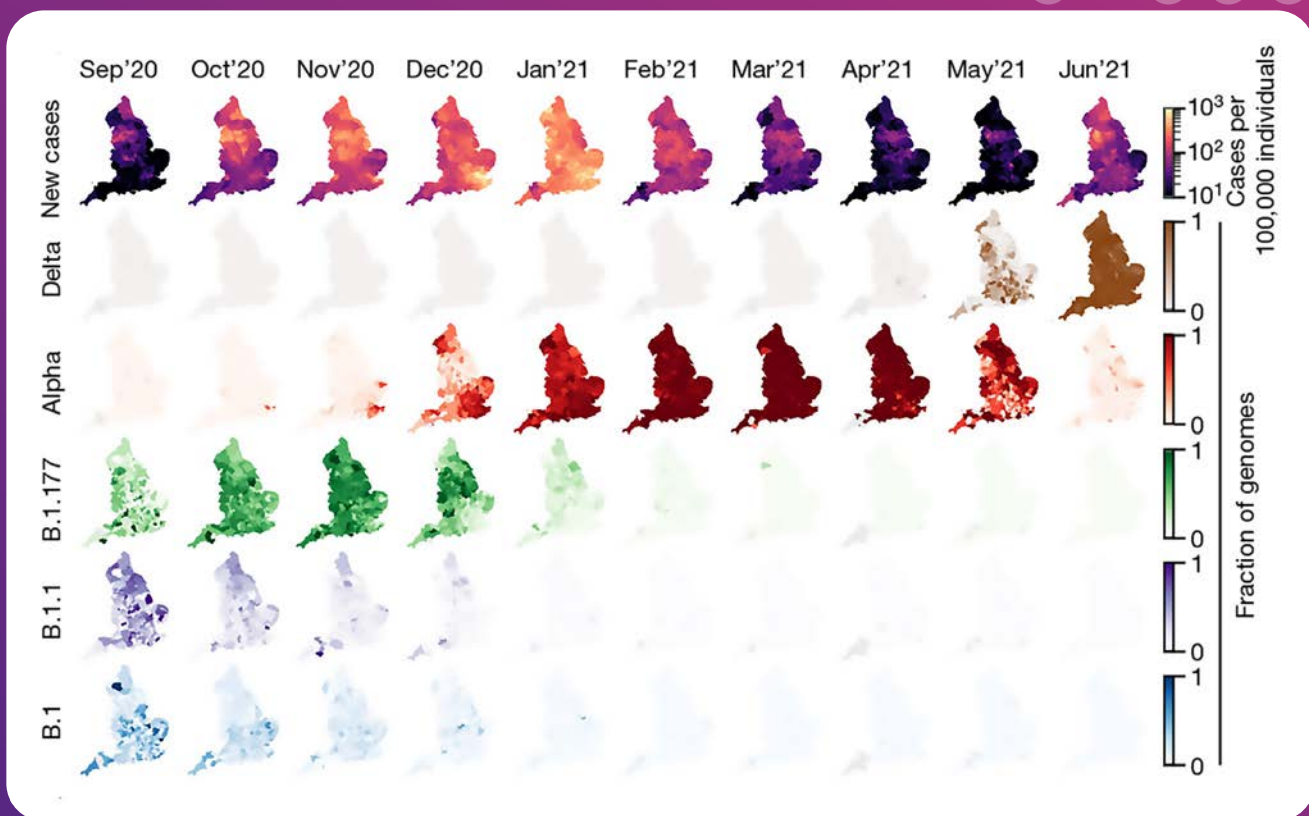 Sep'20 Oct'20 Nov'20 Dec'20 Jan'21 Feb'21 Mar'21 Apr'21 May'21 Jun'21
New cases
10³
10²
10¹
Cases per
100,000 individuals
Delta
1
0
Alpha
1
0
B.1.177
1
0
B.1.1
1
0
B.1
1
0
Fraction of genomes